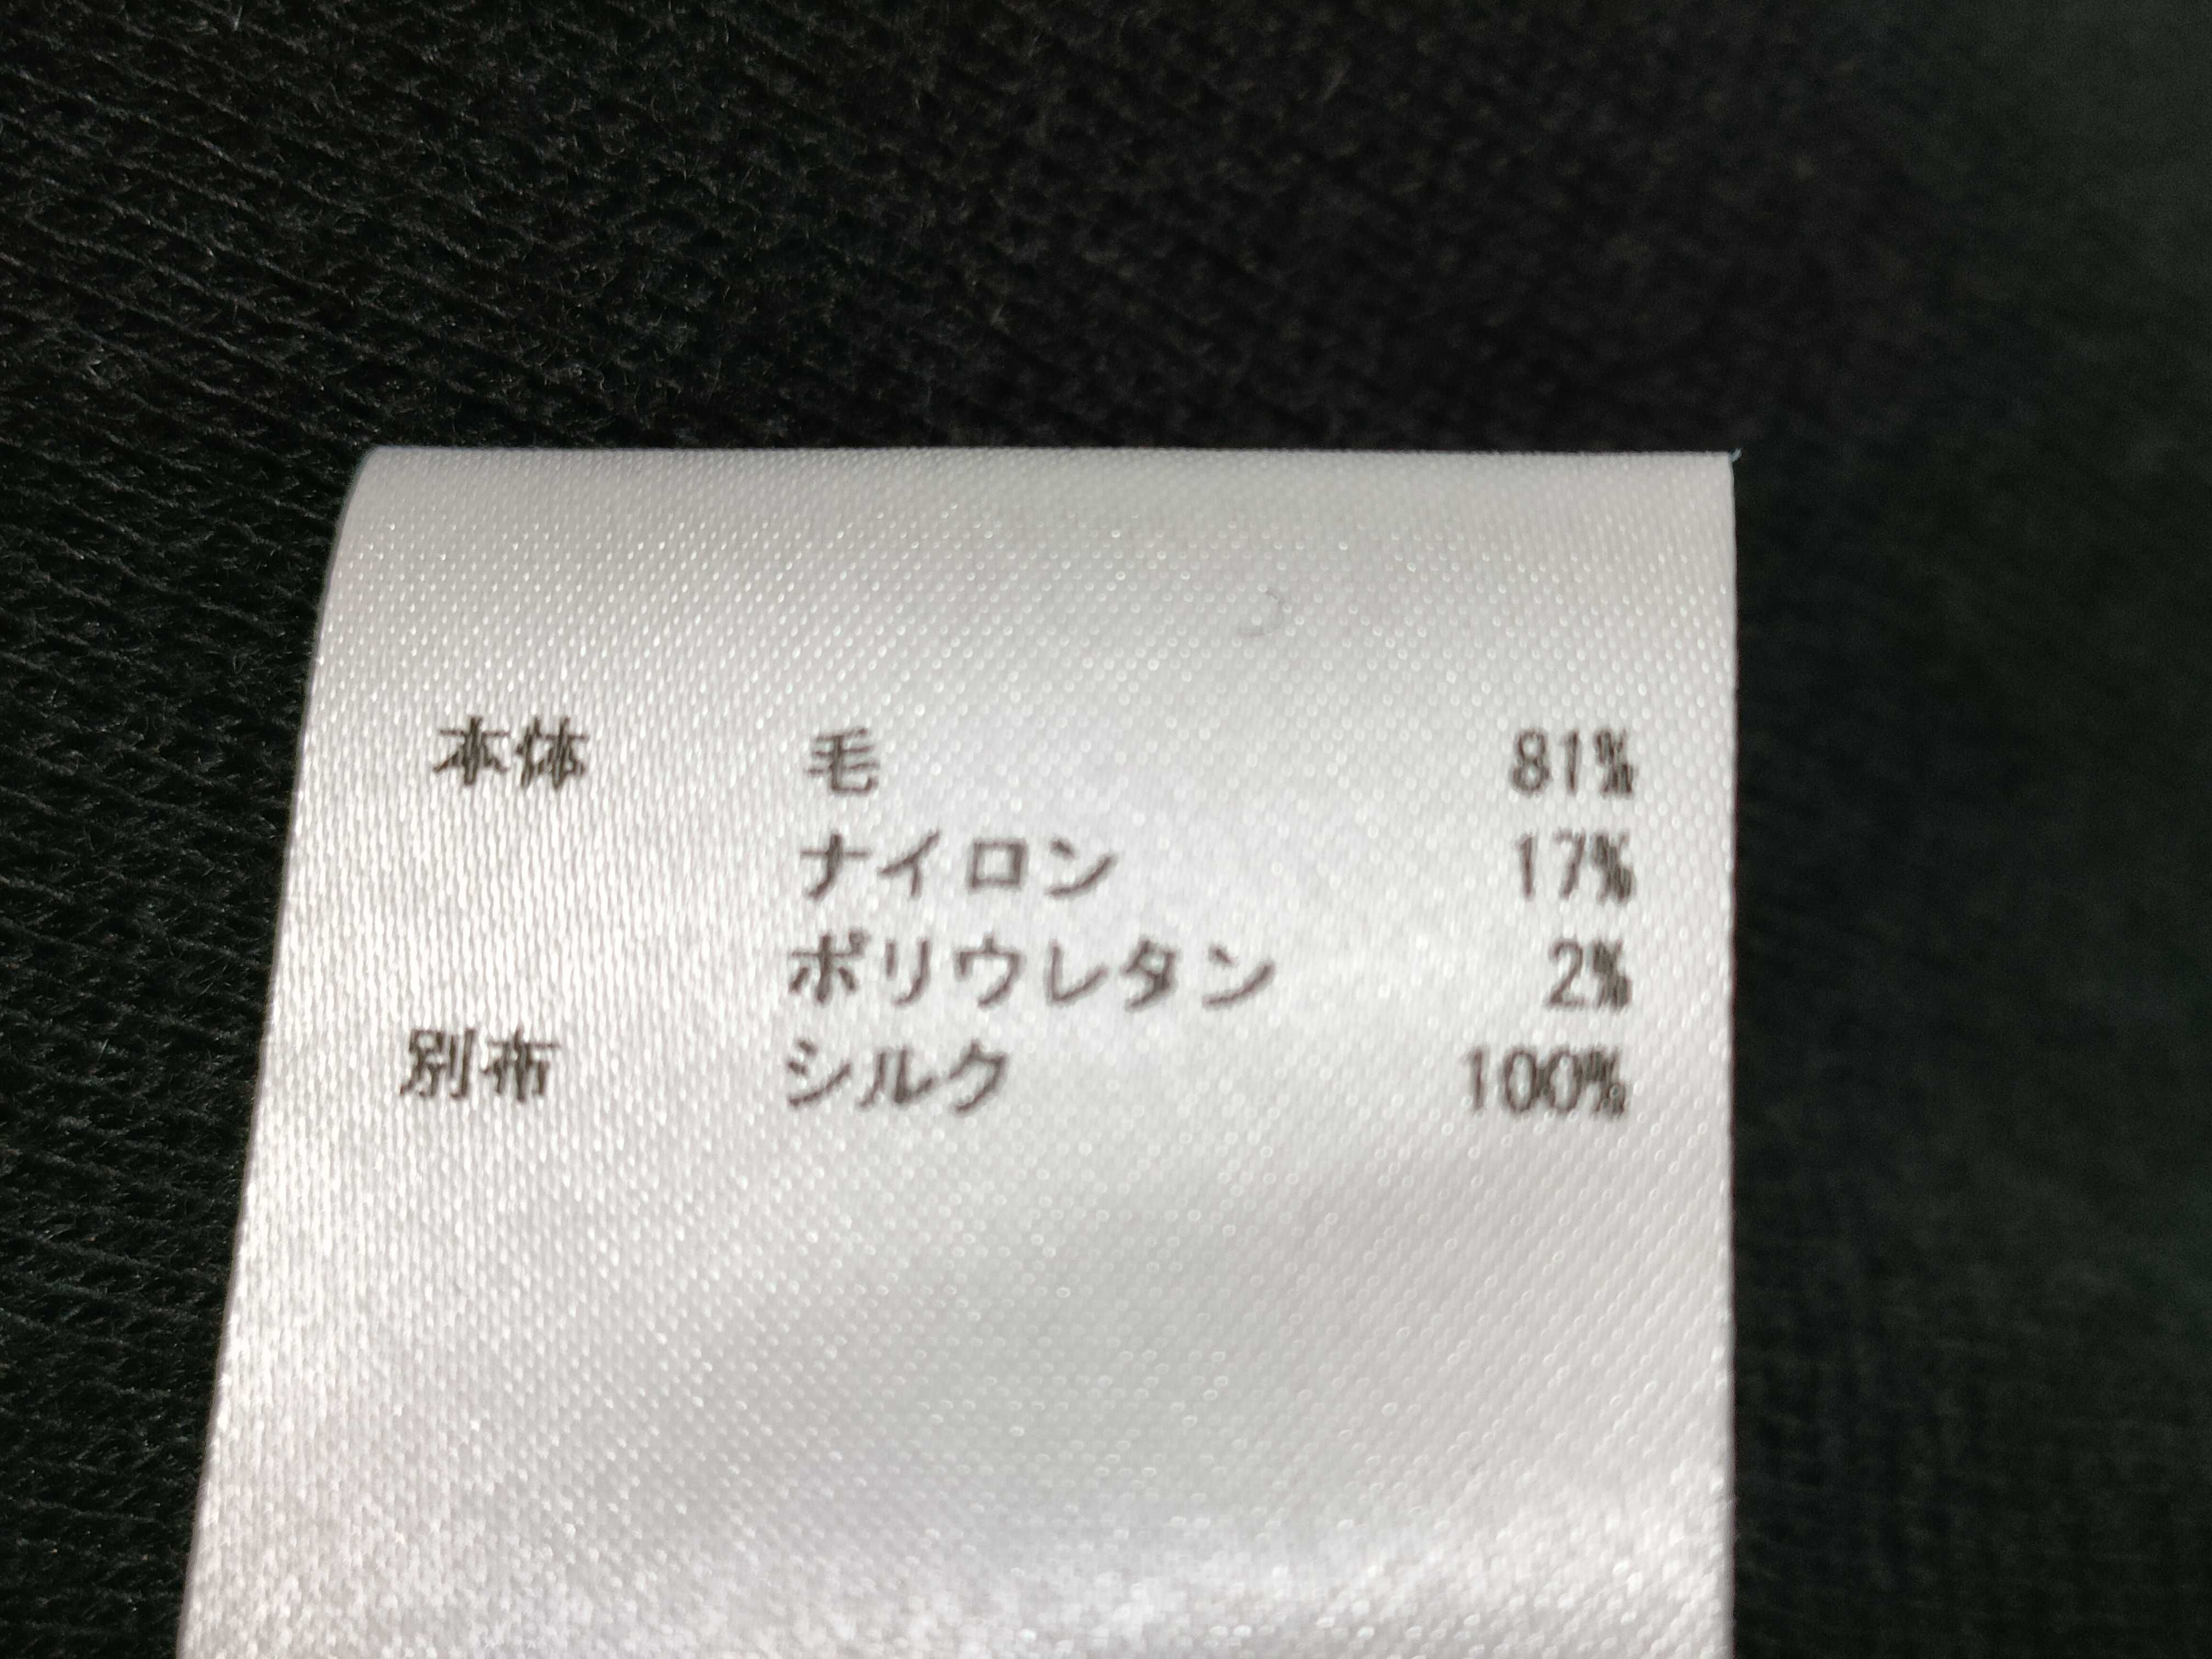 本体 毛 81%
ナイロン 17%
ポリウレタン 2%
別布 シルク 100%